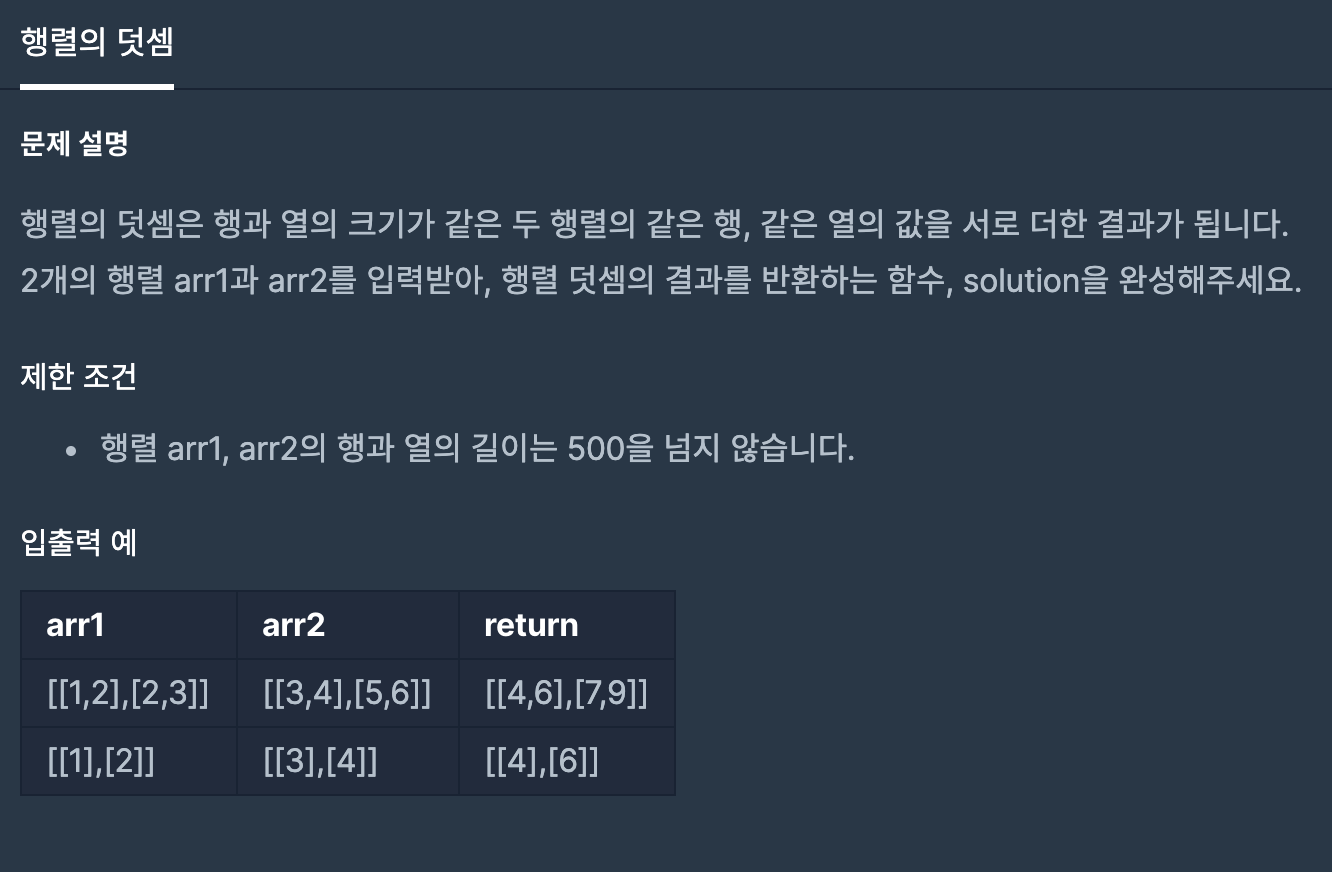 행렬의 덧셈
문제 설명
행렬의 덧셈은 행과 열의 크기가 같은 두 행렬의 같은 행, 같은 열의 값을 서로 더한 결과가 됩니다.
2개의 행렬 arr1과 arr2를 입력받아, 행렬 덧셈의 결과를 반환하는 함수, solution을 완성해주세요.
제한 조건
• 행렬 arr1, arr2의 행과 열의 길이는 500을 넘지 않습니다.
입출력 예
arr1 arr2 return
[[1,2],[2,3]] [[3,4],[5,6]] [[4,6],[7,9]]
[[1],[2]] [[3],[4]] [[4],[6]]